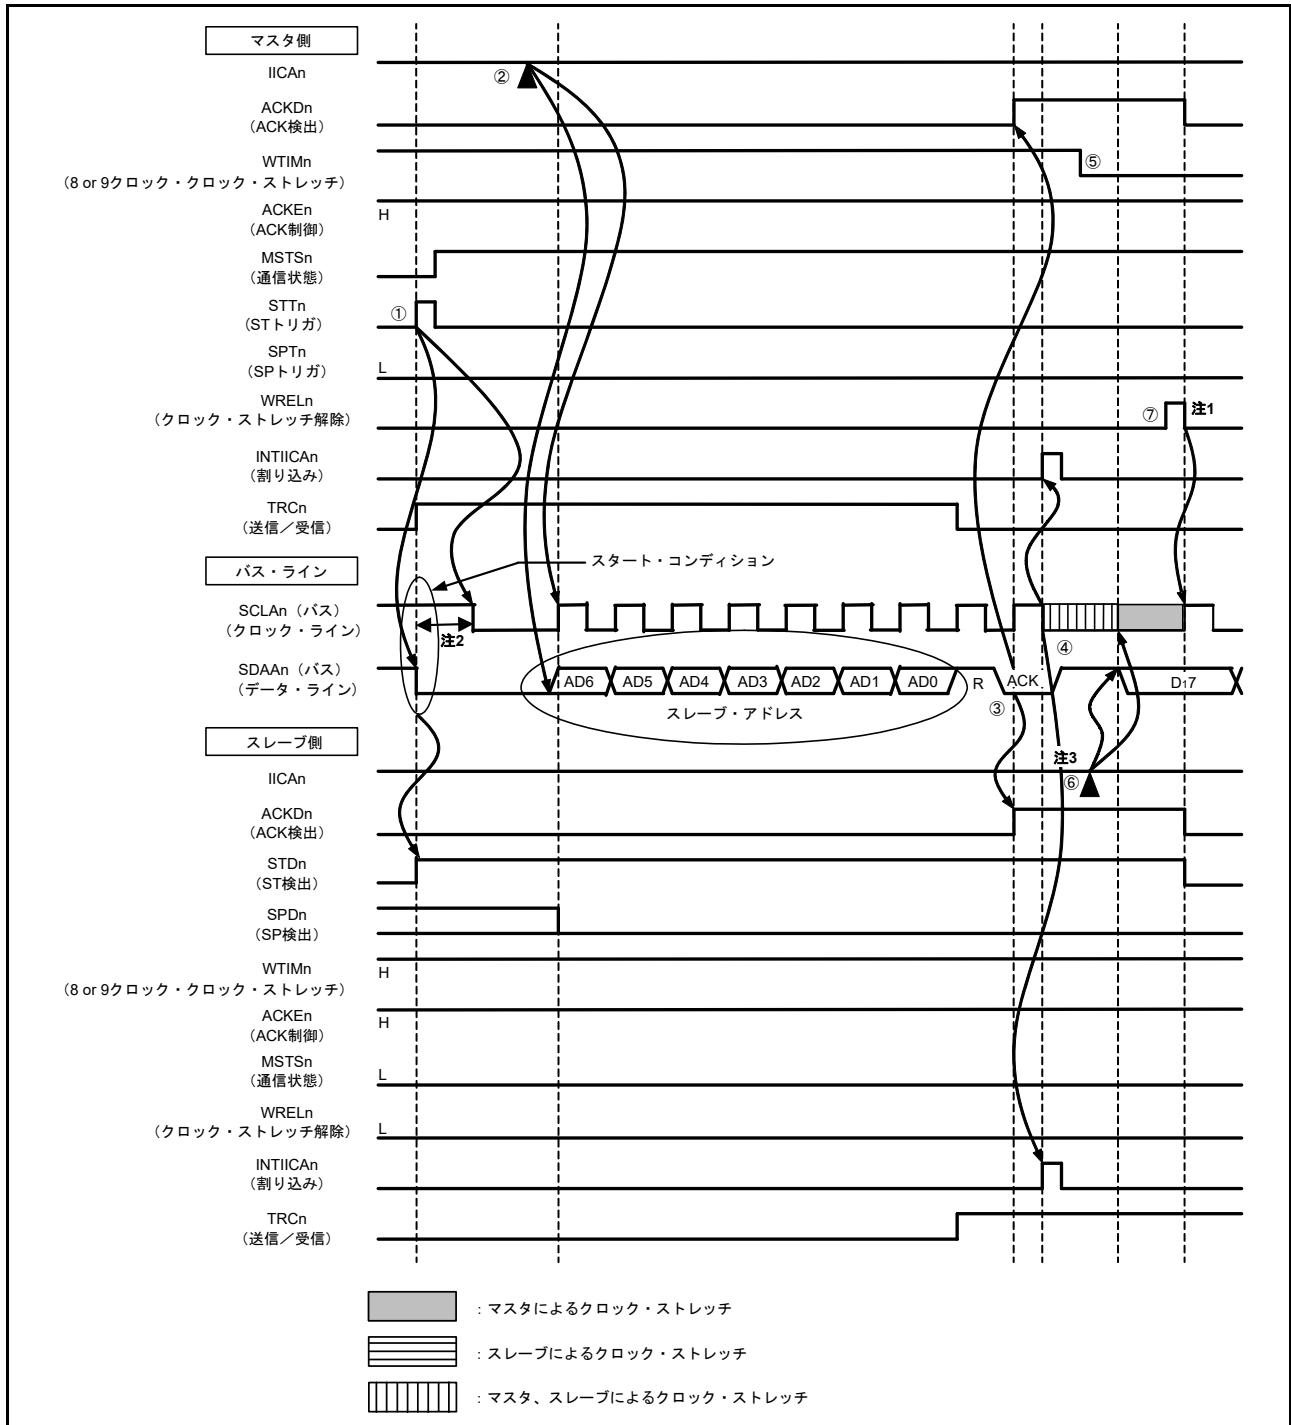 マスタ側
IICAn
②
ACKDn
(ACK検出)
WTIMn
(8 or 9クロック・クロック・ストレッチ)
⑤
ACKEn
(ACK制御)
H
MSTSn
(通信状態)
STTn
(STトリガ)
①
SPTn
(SPトリガ)
L
WRELn
(クロック・ストレッチ解除)
⑦
注1
INTIICAn
(割り込み)
TRCn
(送信／受信)
バス・ライン
スタート・コンディション
SCLAn（バス）
(クロック・ライン)
注2
④
SDAAn（バス）
(データ・ライン)
AD6 AD5 AD4 AD3 AD2 AD1 AD0 R ACK D17
③
スレーブ・アドレス
スレーブ側
IICAn
注3
⑥
ACKDn
(ACK検出)
STDn
(ST検出)
SPDn
(SP検出)
WTIMn
(8 or 9クロック・クロック・ストレッチ)
H
ACKEn
(ACK制御)
H
MSTSn
(通信状態)
L
WRELn
(クロック・ストレッチ解除)
L
INTIICAn
(割り込み)
TRCn
(送信／受信)
：マスタによるクロック・ストレッチ
：スレーブによるクロック・ストレッチ
：マスタ、スレーブによるクロック・ストレッチ